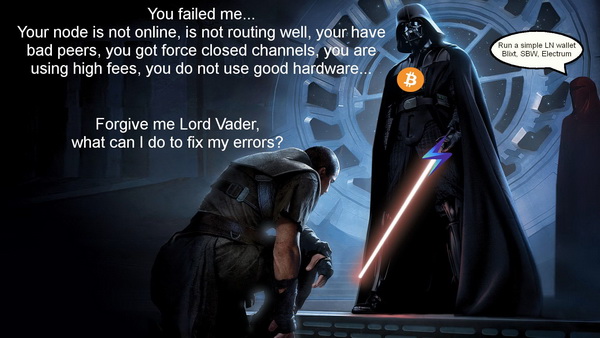 You failed me...
Your node is not online, is not routing well, your have
bad peers, you got force closed channels, you are
using high fees, you do not use good hardware...
Run a simple LN wallet
Blixt, SBW, Electrum
Forgive me Lord Vader,
what can I do to fix my errors?